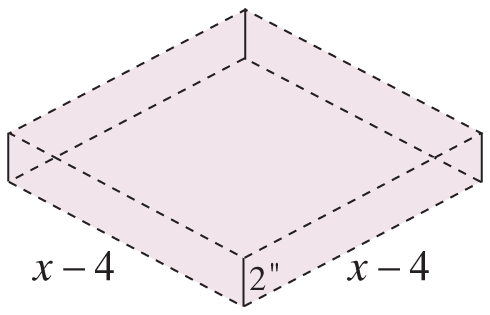 x – 4
2"
x – 4